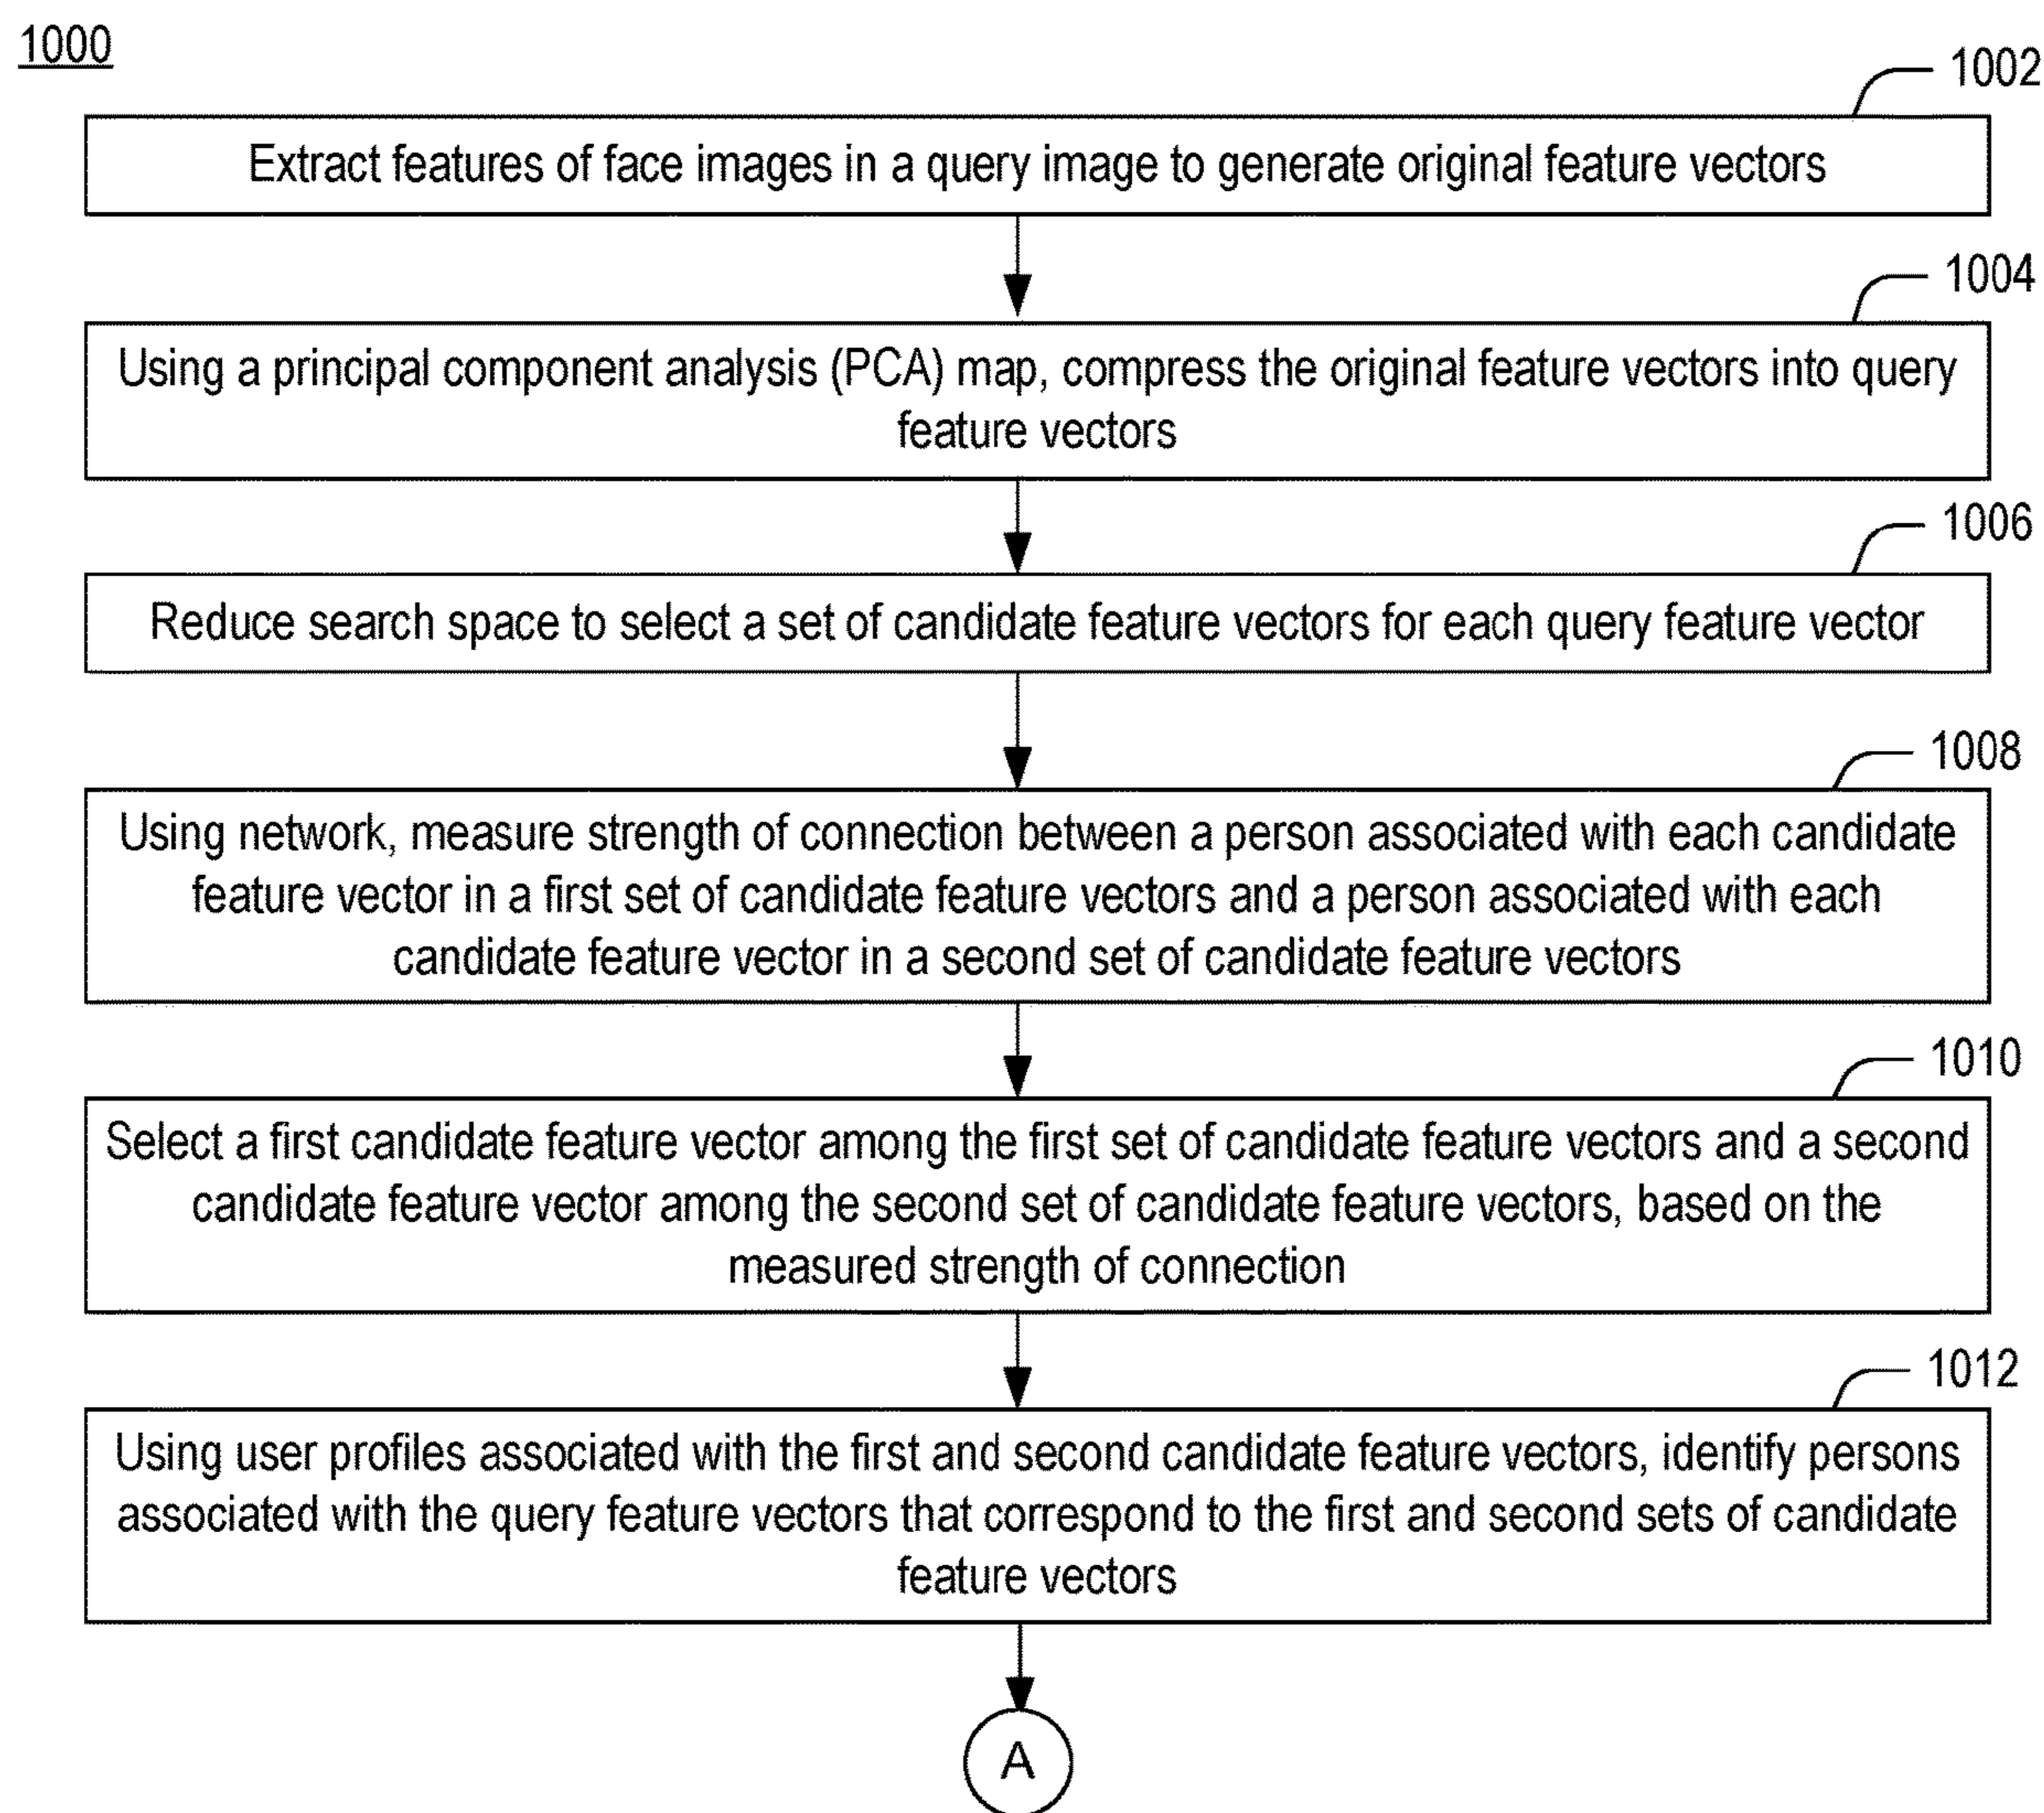 1000
1002
Extract features of face images in a query image to generate original feature vectors
1004
Using a principal component analysis (PCA) map, compress the original feature vectors into query
feature vectors
1006
Reduce search space to select a set of candidate feature vectors for each query feature vector
1008
Using network, measure strength of connection between a person associated with each candidate
feature vector in a first set of candidate feature vectors and a person associated with each
candidate feature vector in a second set of candidate feature vectors
1010
Select a first candidate feature vector among the first set of candidate feature vectors and a second
candidate feature vector among the second set of candidate feature vectors, based on the
measured strength of connection
1012
Using user profiles associated with the first and second candidate feature vectors, identify persons
associated with the query feature vectors that correspond to the first and second sets of candidate
feature vectors
A